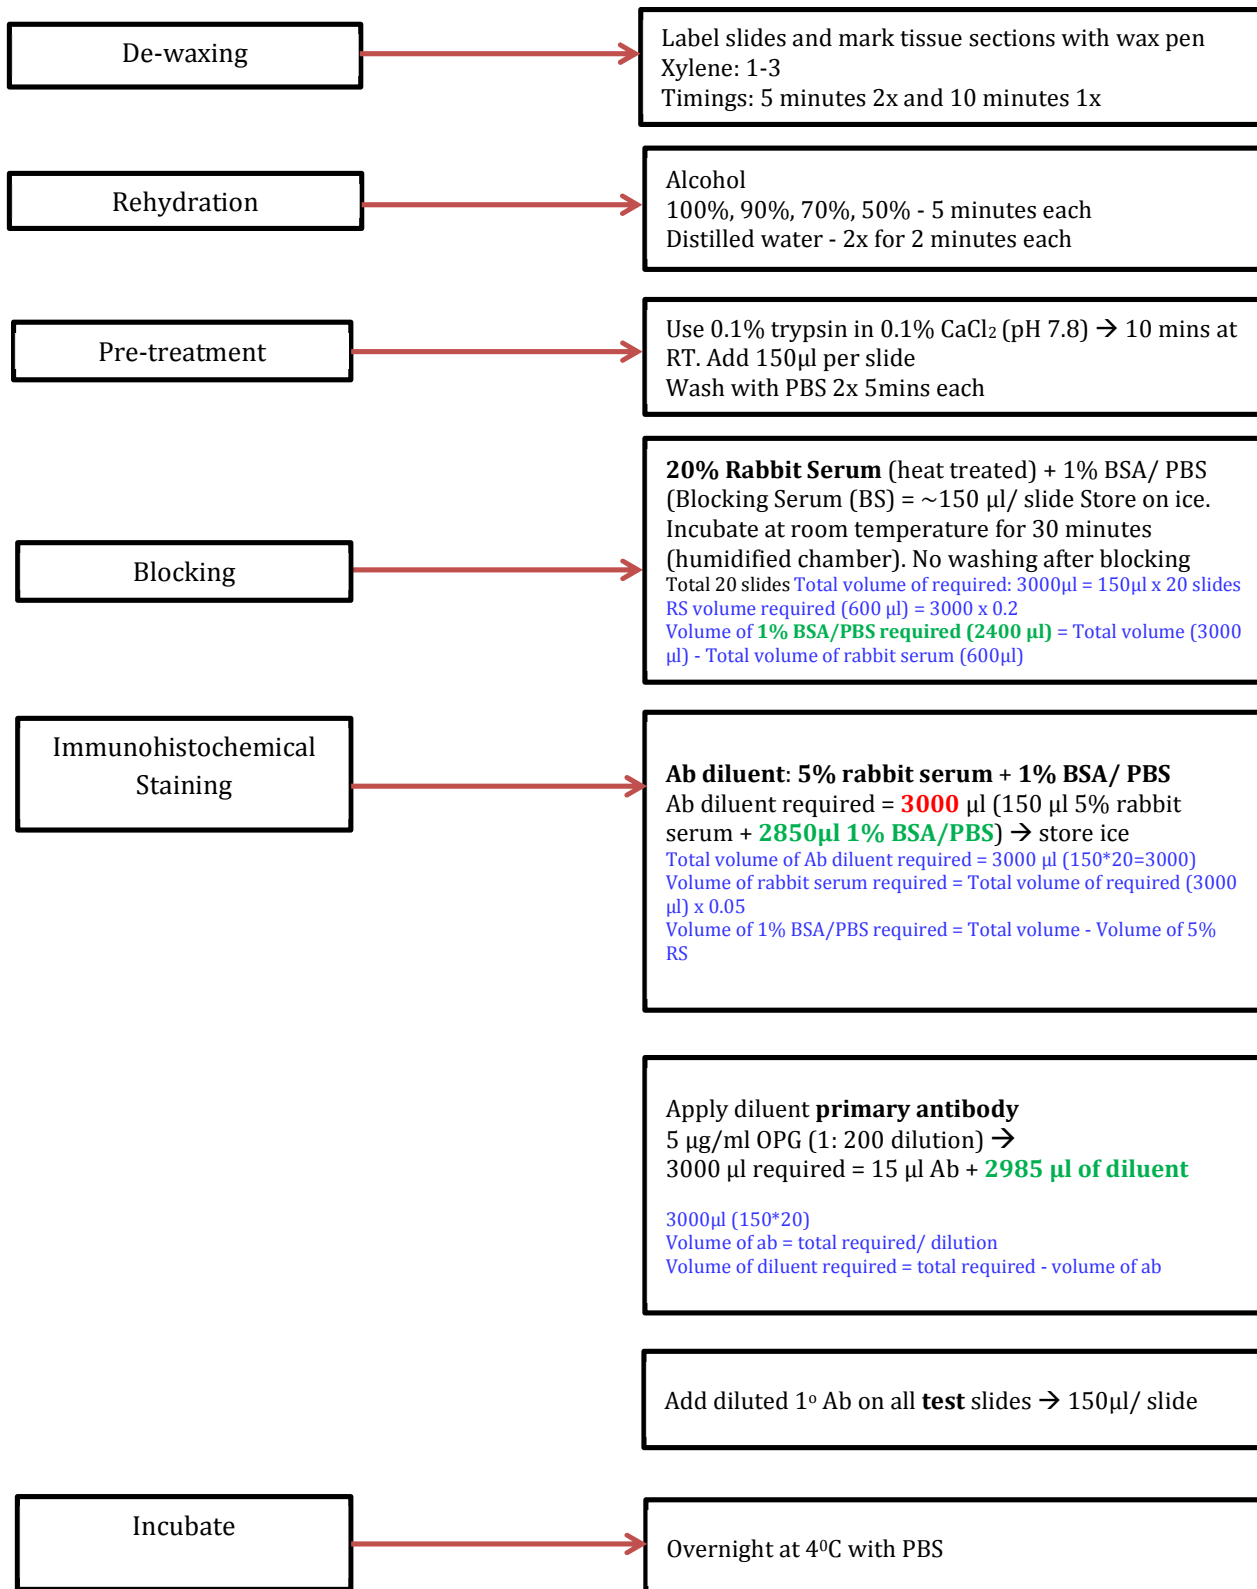 De-waxing
Label slides and mark tissue sections with wax pen
Xylene: 1-3
Timings: 5 minutes 2x and 10 minutes 1x
Rehydration
Alcohol
100%, 90%, 70%, 50% - 5 minutes each
Distilled water - 2x for 2 minutes each
Pre-treatment
Use 0.1% trypsin in 0.1% CaCl₂ (pH 7.8) → 10 mins at
RT. Add 150μl per slide
Wash with PBS 2x 5mins each
Blocking
20% Rabbit Serum (heat treated) + 1% BSA/ PBS
(Blocking Serum (BS) = ~150 μl/ slide Store on ice.
Incubate at room temperature for 30 minutes
(humidified chamber). No washing after blocking
Total 20 slides Total volume of required: 3000μl = 150μl x 20 slides
RS volume required (600 μl) = 3000 x 0.2
Volume of 1% BSA/PBS required (2400 μl) = Total volume (3000
μl) - Total volume of rabbit serum (600μl)
Immunohistochemical
Staining
Ab diluent: 5% rabbit serum + 1% BSA/ PBS
Ab diluent required = 3000 μl (150 μl 5% rabbit
serum + 2850μl 1% BSA/PBS) → store ice
Total volume of Ab diluent required = 3000 μl (150*20=3000)
Volume of rabbit serum required = Total volume of required (3000
μl) x 0.05
Volume of 1% BSA/PBS required = Total volume - Volume of 5%
RS
Apply diluent primary antibody
5 μg/ml OPG (1: 200 dilution) →
3000 μl required = 15 μl Ab + 2985 μl of diluent
3000μl (150*20)
Volume of ab = total required/ dilution
Volume of diluent required = total required - volume of ab
Add diluted 1º Ab on all test slides → 150μl/ slide
Incubate
Overnight at 4⁰C with PBS